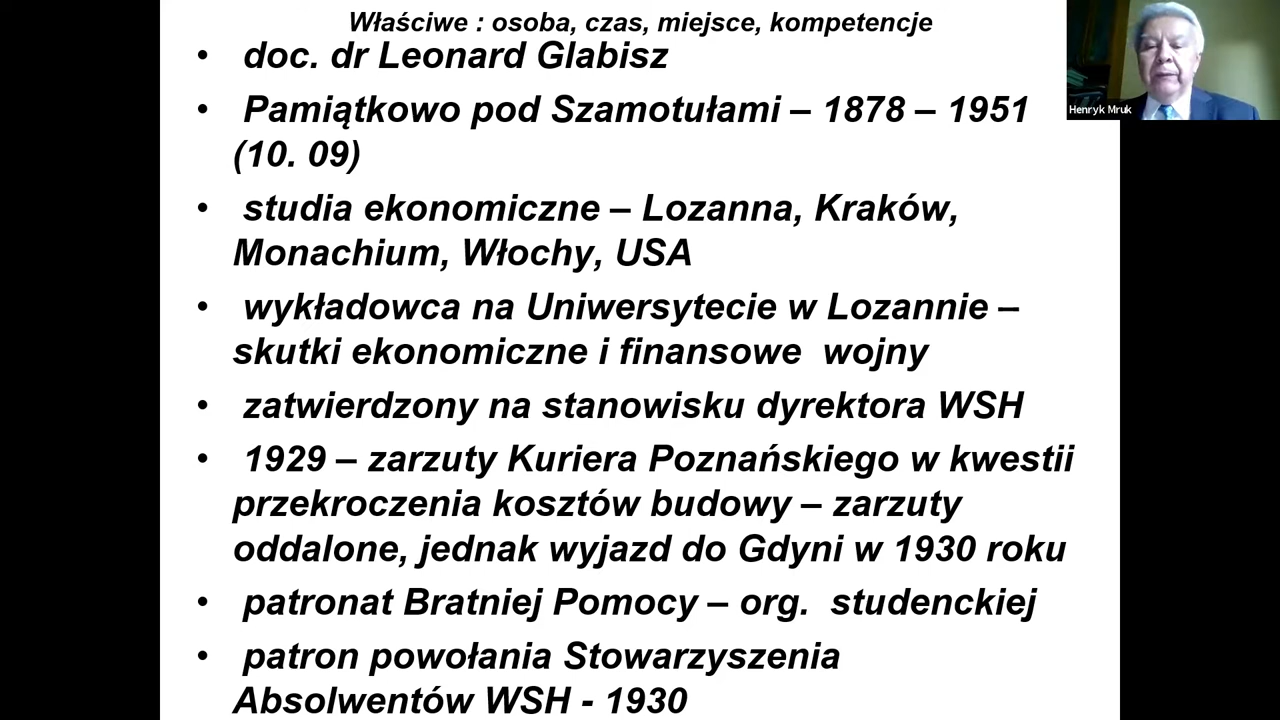 Właściwe : osoba, czas, miejsce, kompetencje
• doc. dr Leonard Glabisz
• Pamiątkowo pod Szamotułami – 1878 – 1951
(10. 09)
• studia ekonomiczne – Lozanna, Kraków,
Monachium, Włochy, USA
• wykładowca na Uniwersytecie w Lozannie –
skutki ekonomiczne i finansowe wojny
• zatwierdzony na stanowisku dyrektora WSH
• 1929 – zarzuty Kuriera Poznańskiego w kwestii
przekroczenia kosztów budowy – zarzuty
oddalone, jednak wyjazd do Gdyni w 1930 roku
• patronat Bratniej Pomocy – org. studenckiej
• patron powołania Stowarzyszenia
Absolwentów WSH - 1930
Henryk Mruk